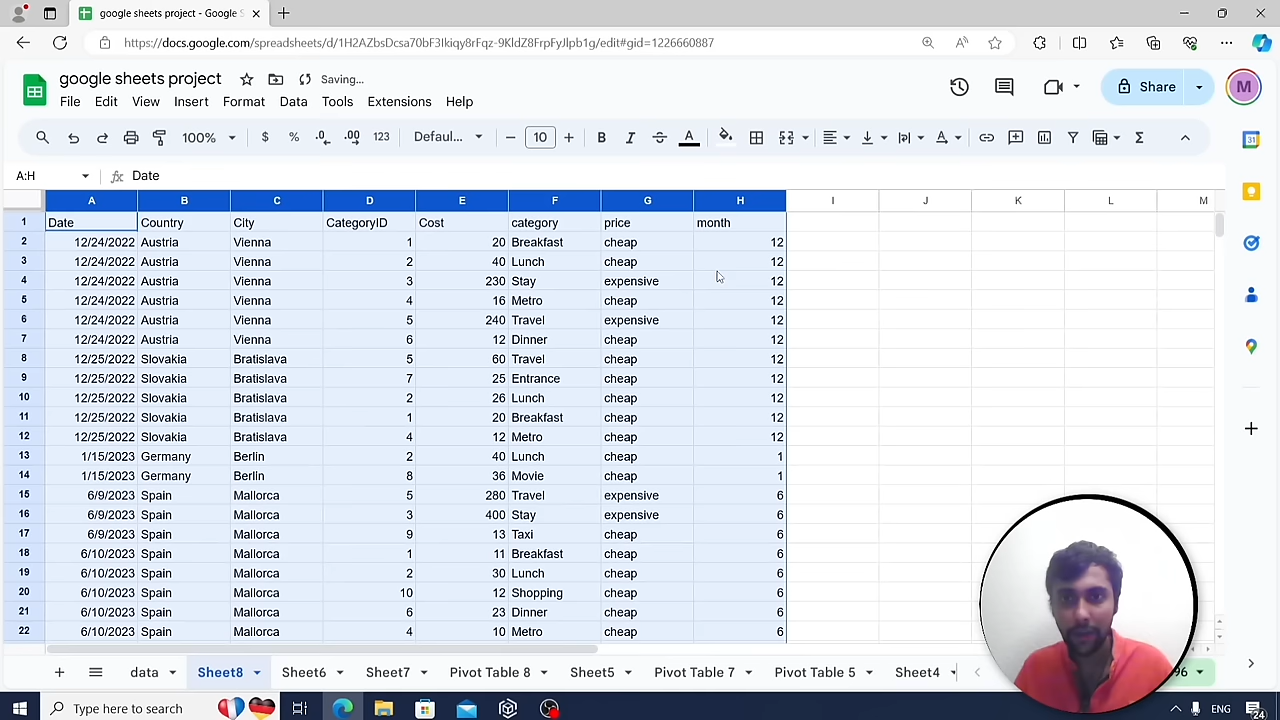 google sheets project - Google S
https://docs.google.com/spreadsheets/d/1H2AZbsDcsa70bF3Ikiqy8rFqz-9KldZ8FrpFyJlpb1g/edit#gid=1226660887
google sheets project Saving...
File Edit View Insert Format Data Tools Extensions Help
Share M
100% $ % .0 .00 123 Defaul... 10 B I A A Σ
A:H fx Date
A B C D E F G H I J K L M
1 Date Country City CategoryID Cost category price month
2 12/24/2022 Austria Vienna 1 20 Breakfast cheap 12
3 12/24/2022 Austria Vienna 2 40 Lunch cheap 12
4 12/24/2022 Austria Vienna 3 230 Stay expensive 12
5 12/24/2022 Austria Vienna 4 16 Metro cheap 12
6 12/24/2022 Austria Vienna 5 240 Travel expensive 12
7 12/24/2022 Austria Vienna 6 12 Dinner cheap 12
8 12/25/2022 Slovakia Bratislava 5 60 Travel cheap 12
9 12/25/2022 Slovakia Bratislava 7 25 Entrance cheap 12
10 12/25/2022 Slovakia Bratislava 2 26 Lunch cheap 12
11 12/25/2022 Slovakia Bratislava 1 20 Breakfast cheap 12
12 12/25/2022 Slovakia Bratislava 4 12 Metro cheap 12
13 1/15/2023 Germany Berlin 2 40 Lunch cheap 1
14 1/15/2023 Germany Berlin 8 36 Movie cheap 1
15 6/9/2023 Spain Mallorca 5 280 Travel expensive 6
16 6/9/2023 Spain Mallorca 3 400 Stay expensive 6
17 6/9/2023 Spain Mallorca 9 13 Taxi cheap 6
18 6/10/2023 Spain Mallorca 1 11 Breakfast cheap 6
19 6/10/2023 Spain Mallorca 2 30 Lunch cheap 6
20 6/10/2023 Spain Mallorca 10 12 Shopping cheap 6
21 6/10/2023 Spain Mallorca 6 23 Dinner cheap 6
22 6/10/2023 Spain Mallorca 4 10 Metro cheap 6
data Sheet8 Sheet6 Sheet7 Pivot Table 8 Sheet5 Pivot Table 7 Pivot Table 5 Sheet4 96
Type here to search ENG 24